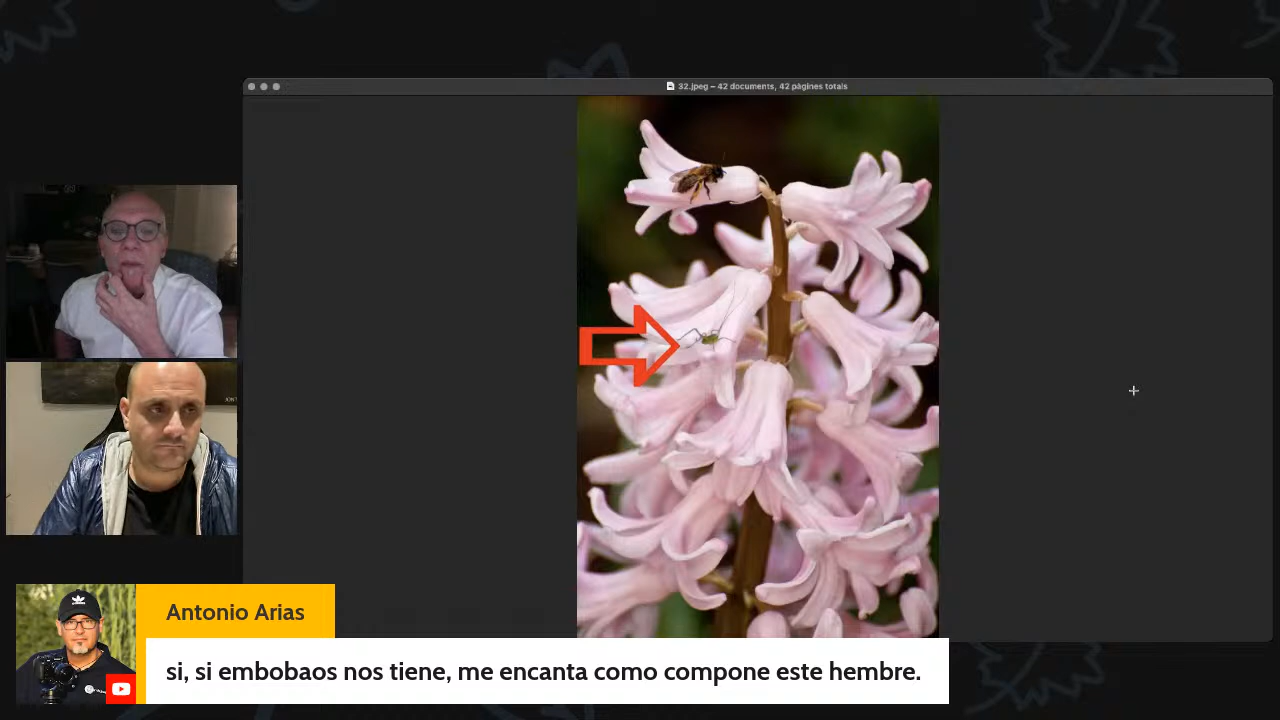 32.jpeg – 42 documents, 42 pàgines totals
Antonio Arias
si, si embobaos nos tiene, me encanta como compone este hembre.